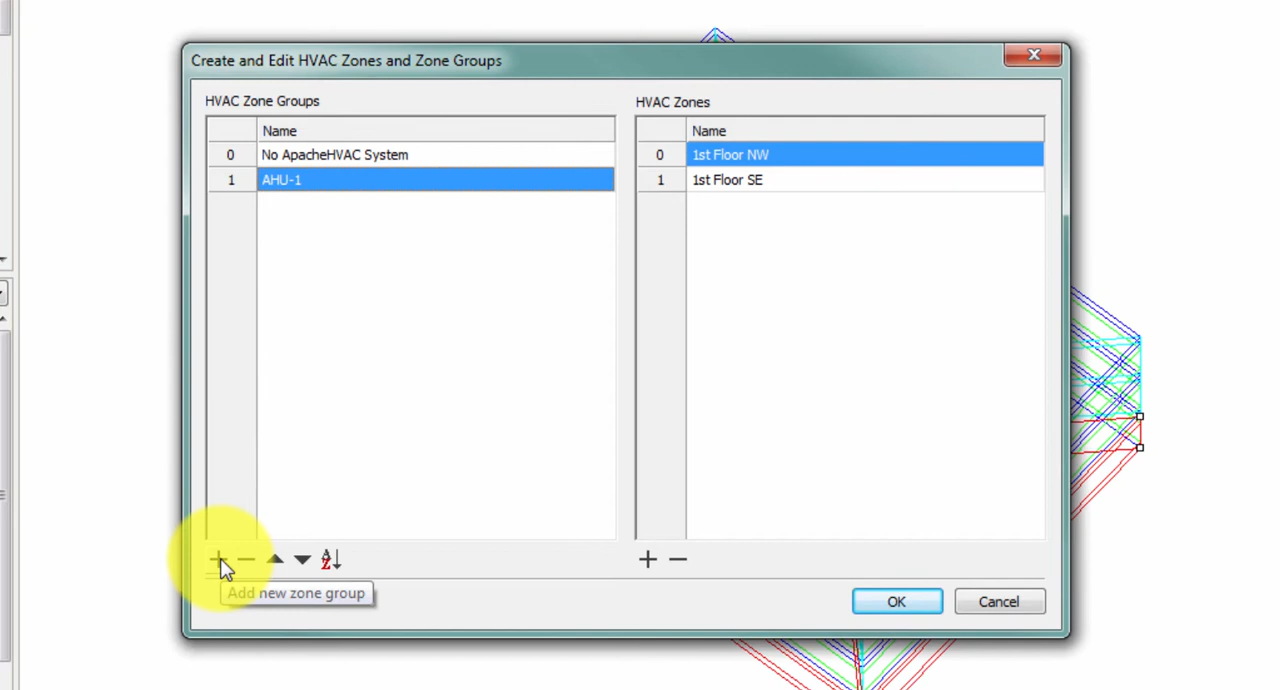 Create and Edit HVAC Zones and Zone Groups
HVAC Zone Groups
Name
0 No ApacheHVAC System
1 AHU-1
HVAC Zones
Name
0 1st Floor NW
1 1st Floor SE
A
Z
Add new zone group
OK Cancel